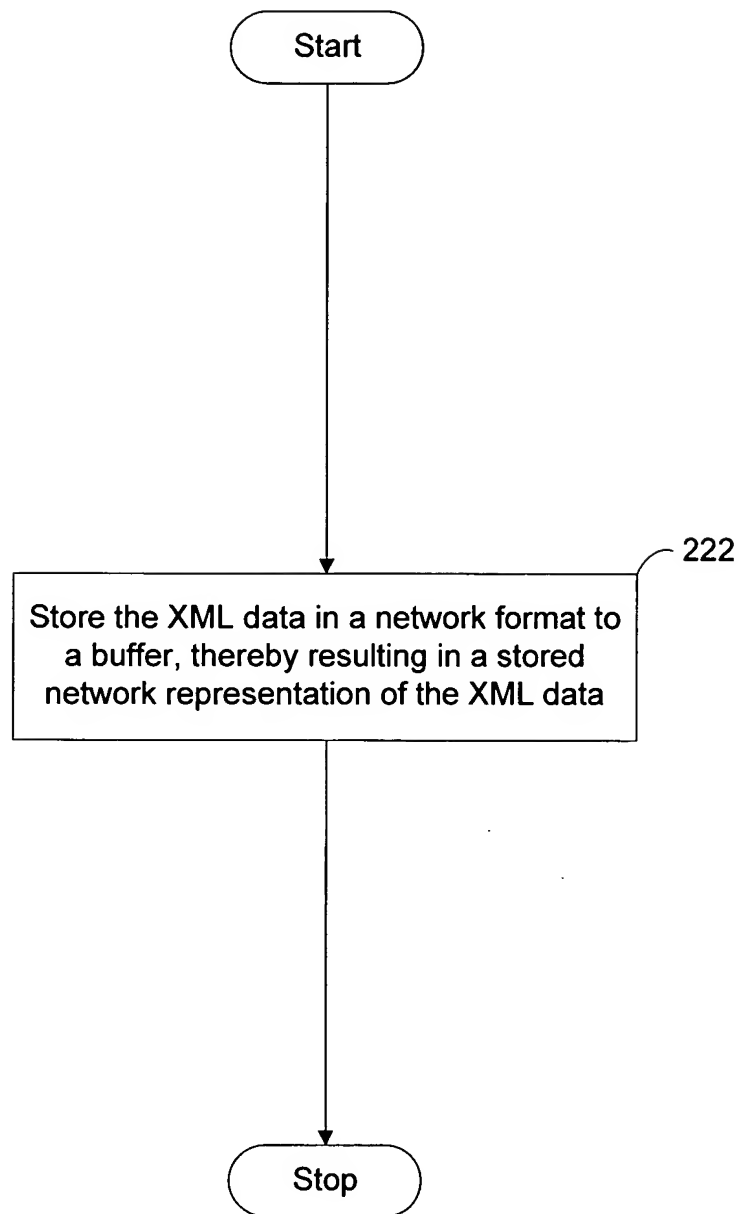 Start
222
Store the XML data in a network format to
a buffer, thereby resulting in a stored
network representation of the XML data
Stop